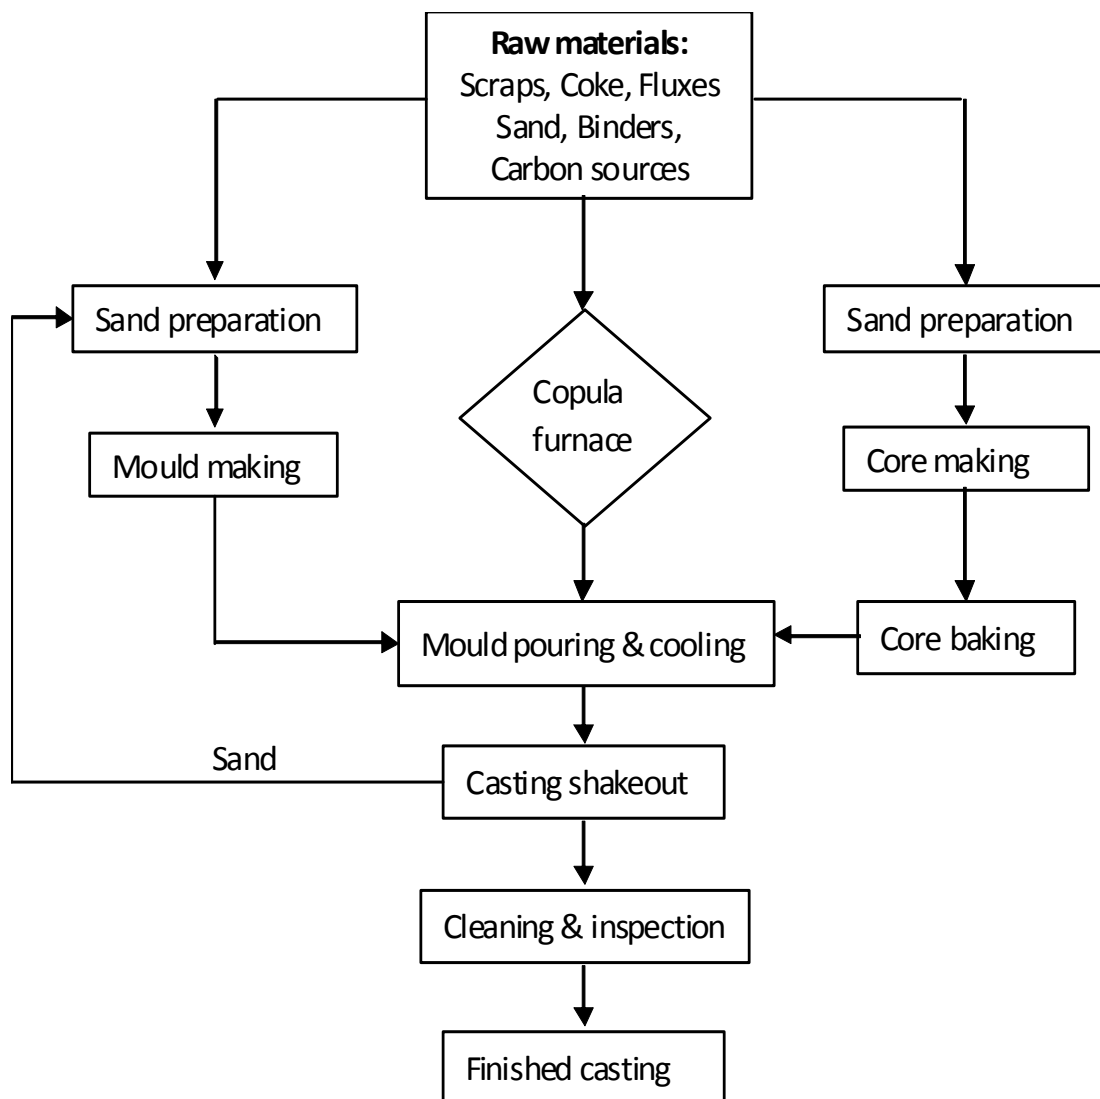 Raw materials:
Scraps, Coke, Fluxes
Sand, Binders,
Carbon sources
Sand preparation
Sand preparation
Copula
furnace
Mould making
Core making
Mould pouring & cooling
Core baking
Sand
Casting shakeout
Cleaning & inspection
Finished casting